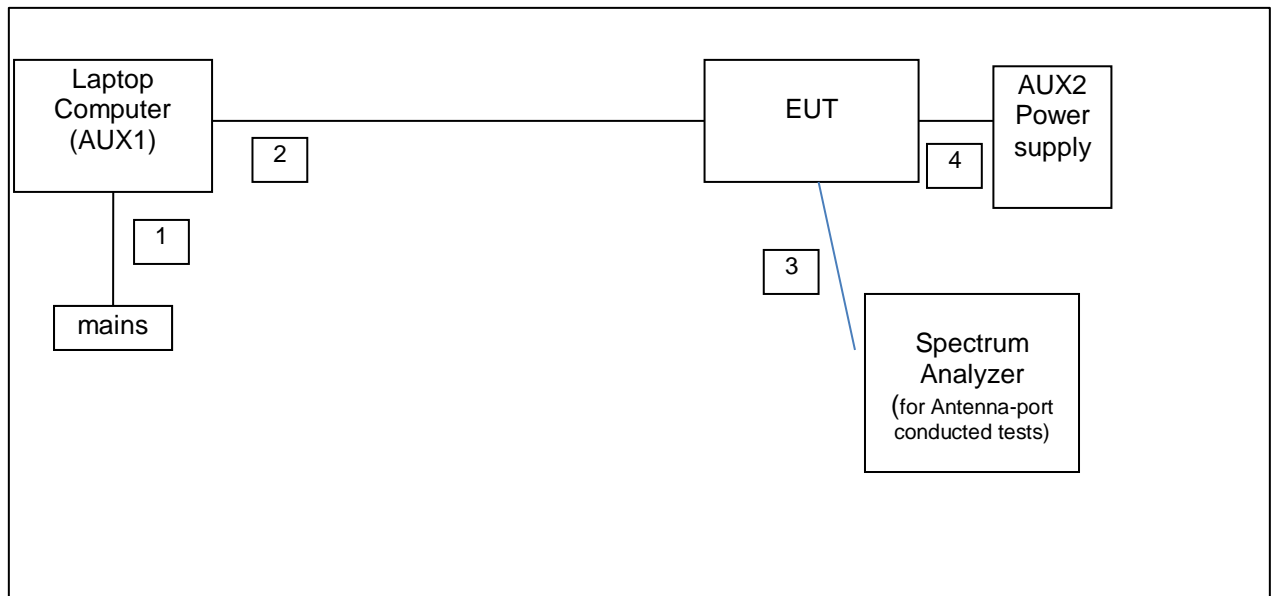 Laptop
Computer
(AUX1)
EUT
AUX2
Power
supply
2
4
1
3
mains
Spectrum
Analyzer
(for Antenna-port
conducted tests)